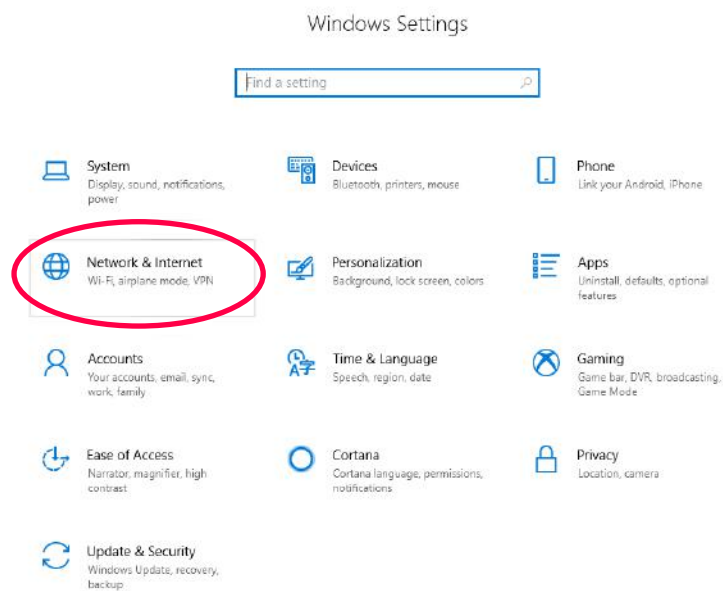 Windows Settings
Find a setting
System
Display, sound, notifications,
power
Devices
Bluetooth, printers, mouse
Phone
Link your Android, iPhone
Network & Internet
Wi-Fi, airplane mode, VPN
Personalization
Background, lock screen, colors
Apps
Uninstall, defaults, optional
features
Accounts
Your accounts, email, sync,
work, family
Time & Language
Speech, region, date
Gaming
Game bar, DVR, broadcasting,
Game Mode
Ease of Access
Narrator, magnifier, high
contrast
Cortana
Cortana language, permissions,
notifications
Privacy
Location, camera
Update & Security
Windows Update, recovery,
backup